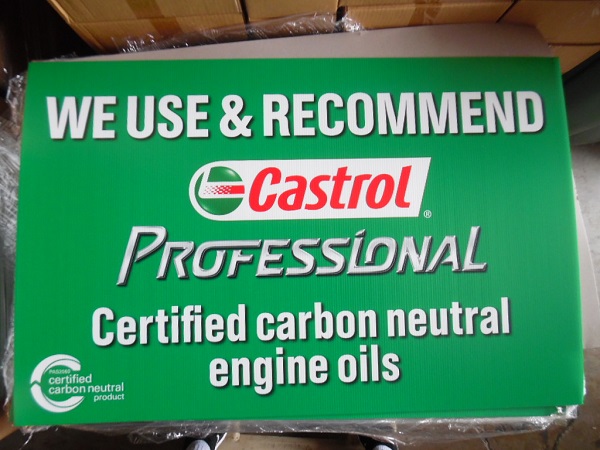 WE USE & RECOMMEND
Castrol®
PROFESSIONAL
Certified carbon neutral
engine oils
PAS2060
certified
carbon neutral
product